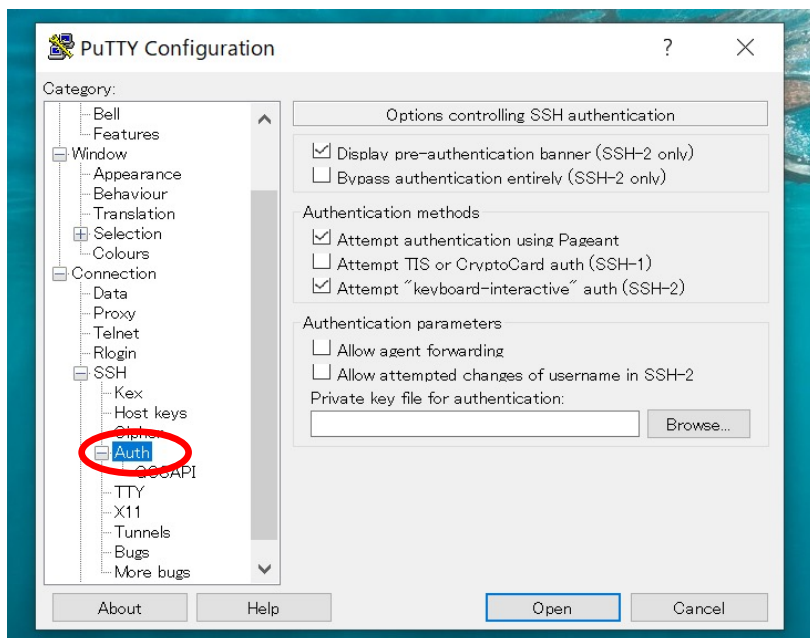 PuTTY Configuration
?
Category:
Bell
Features
Window
Appearance
Behaviour
Translation
Selection
Colours
Connection
Data
Proxy
Telnet
Rlogin
SSH
Kex
Host keys
Cipher
Auth
GSSAPI
TTY
X11
Tunnels
Bugs
More bugs
Options controlling SSH authentication
Display pre-authentication banner (SSH-2 only)
Bypass authentication entirely (SSH-2 only)
Authentication methods
Attempt authentication using Pageant
Attempt TIS or CryptoCard auth (SSH-1)
Attempt "keyboard-interactive" auth (SSH-2)
Authentication parameters
Allow agent forwarding
Allow attempted changes of username in SSH-2
Private key file for authentication:
Browse...
About
Help
Open
Cancel